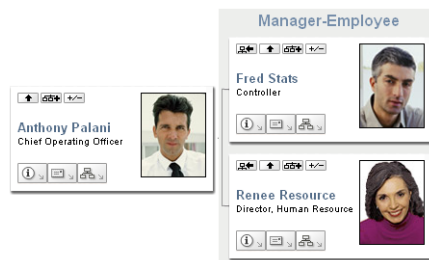 Manager-Employee
Anthony Palani
Chief Operating Officer
Fred Stats
Controller
Renee Resource
Director, Human Resource